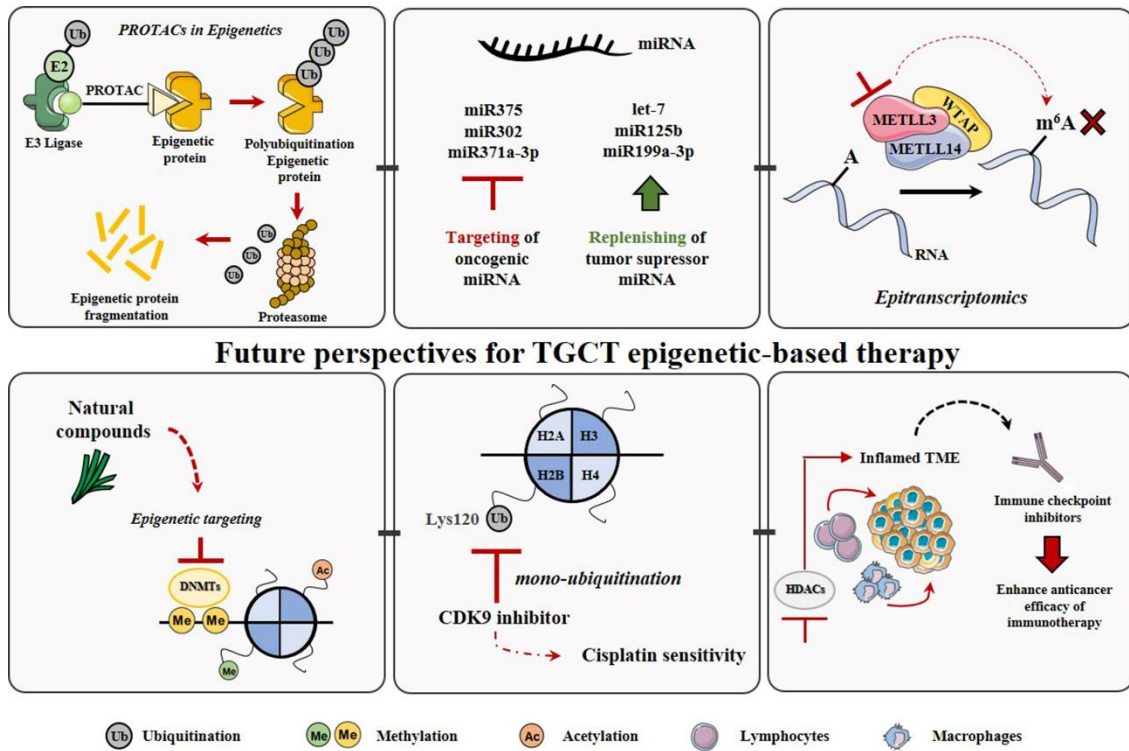 PROTACs in Epigenetics
Ub
E2
PROTAC
E3 Ligase
Epigenetic
protein
Ub
Ub
Ub
Polyubiquitination
Epigenetic
protein
Ub
Ub
Ub
Epigenetic protein
fragmentation
Proteasome
miRNA
miR375
miR302
miR371a-3p
let-7
miR125b
miR199a-3p
Targeting of
oncogenic
miRNA
Replenishing of
tumor supressor
miRNA
METLL3
WTAP
METLL14
m⁶A
A
RNA
Epitranscriptomics
Future perspectives for TGCT epigenetic-based therapy
Natural
compounds
Epigenetic targeting
DNMTs
Me Me
Ac
Me
H2A H3
H2B H4
Lys120 Ub
mono-ubiquitination
CDK9 inhibitor
Cisplatin sensitivity
Inflamed TME
HDACs
Immune checkpoint
inhibitors
Enhance anticancer
efficacy of
immunotherapy
Ub Ubiquitination
Me Me Methylation
Ac Acetylation
Lymphocytes
Macrophages